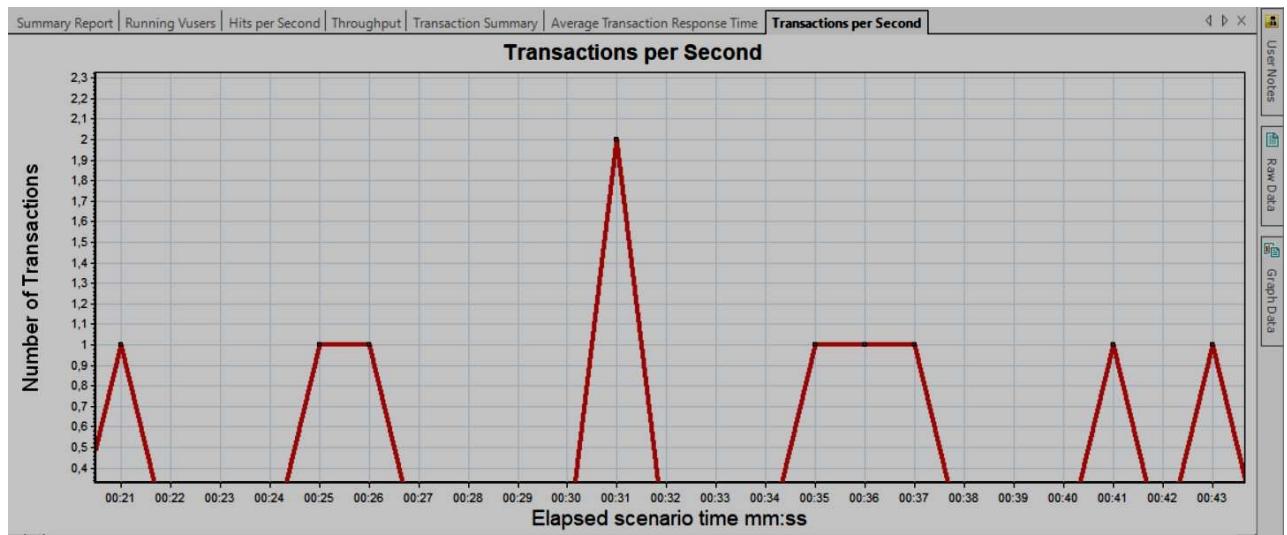 Summary Report Running Vusers Hits per Second Throughput Transaction Summary Average Transaction Response Time Transactions per Second
Transactions per Second
Number of Transactions
2,3
2,2
2,1
2
1,9
1,8
1,7
1,6
1,5
1,4
1,3
1,2
1,1
1
0,9
0,8
0,7
0,6
0,5
0,4
00:21 00:22 00:23 00:24 00:25 00:26 00:27 00:28 00:29 00:30 00:31 00:32 00:33 00:34 00:35 00:36 00:37 00:38 00:39 00:40 00:41 00:42 00:43
Elapsed scenario time mm:ss
User Notes
Raw Data
Graph Data